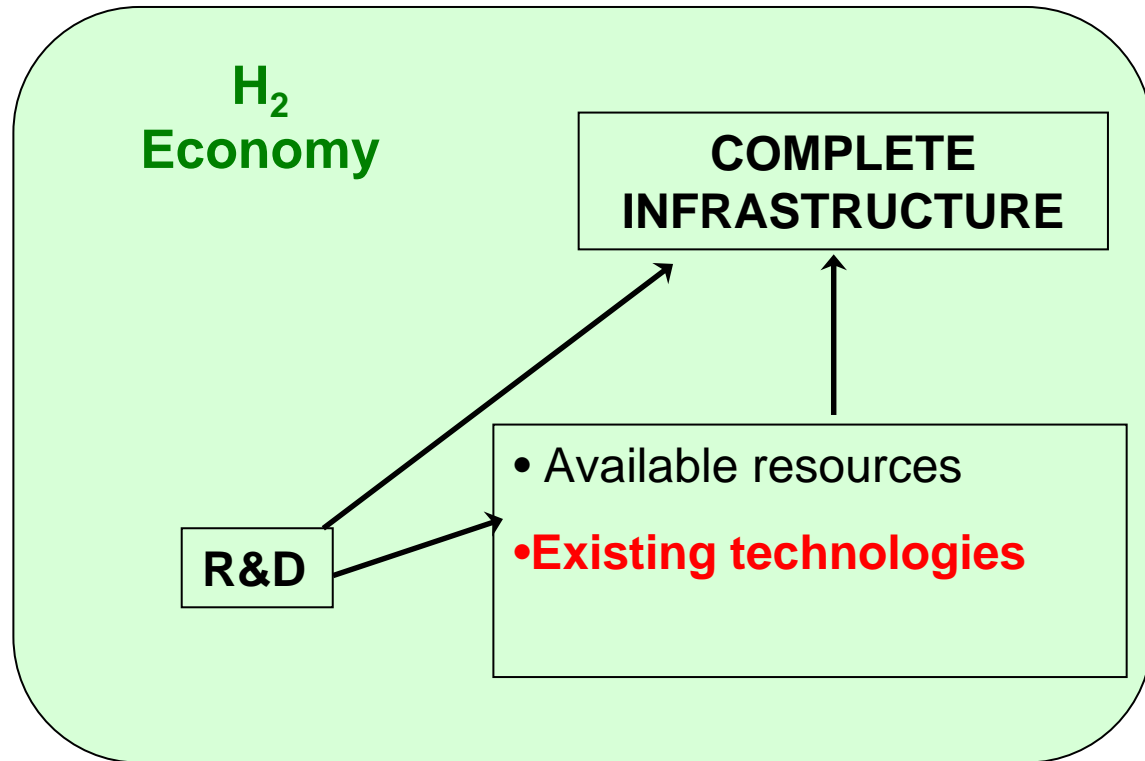 H₂
Economy
COMPLETE
INFRASTRUCTURE
• Available resources
•Existing technologies
R&D